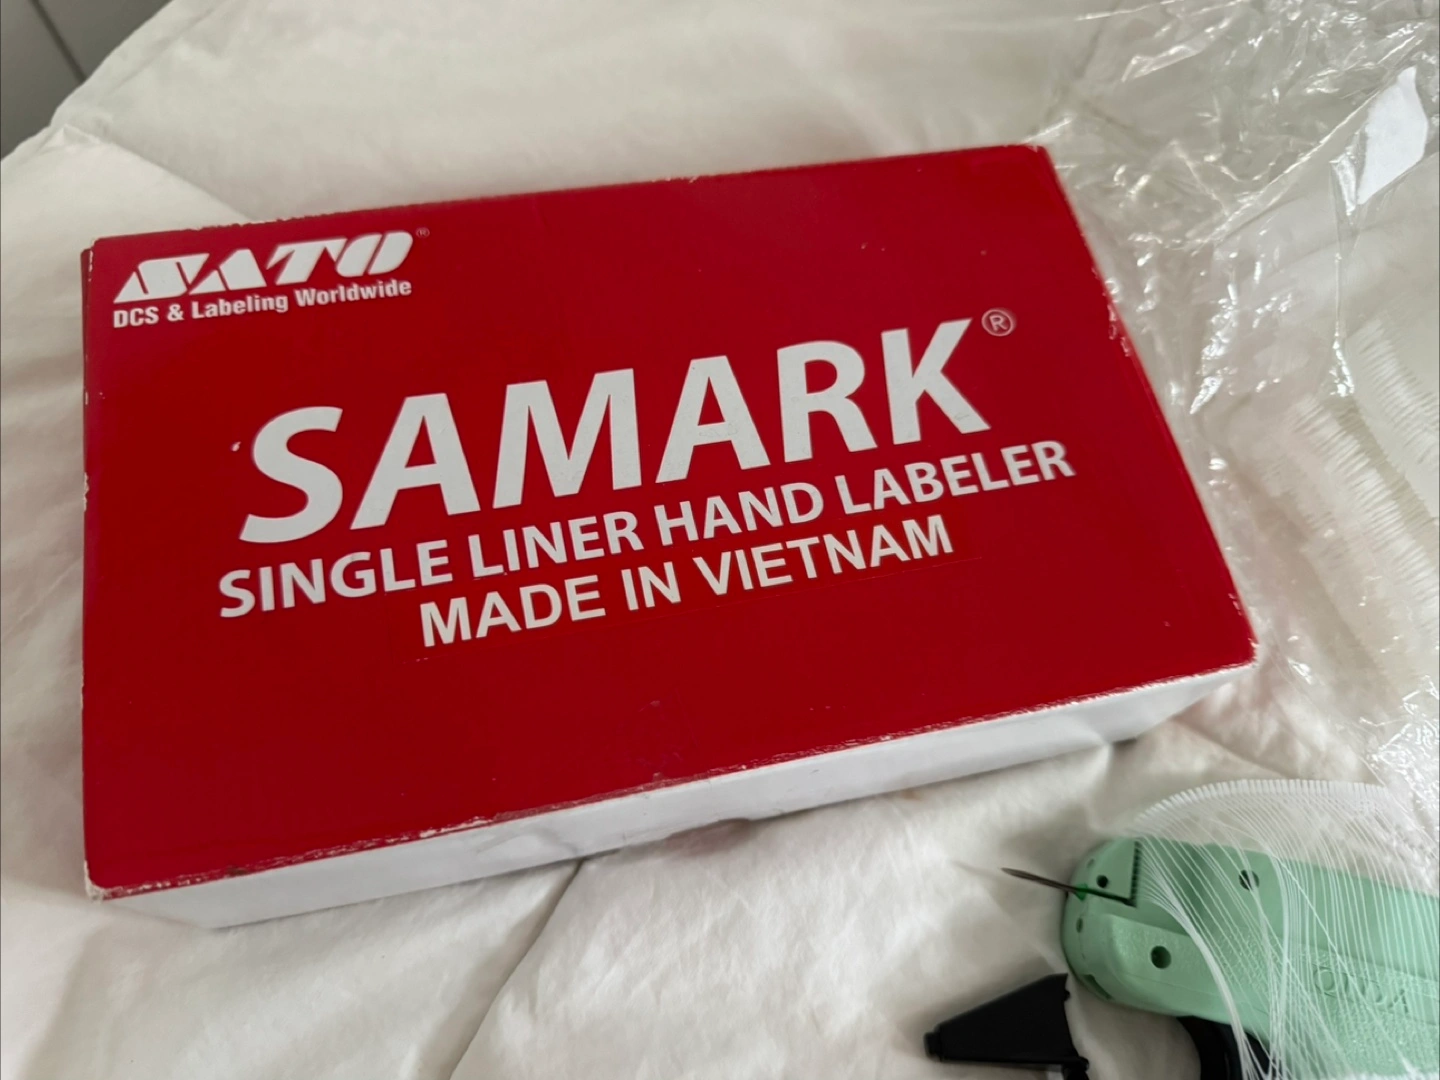 SATO®
DCS & Labeling Worldwide
SAMARK®
SINGLE LINER HAND LABELER
MADE IN VIETNAM